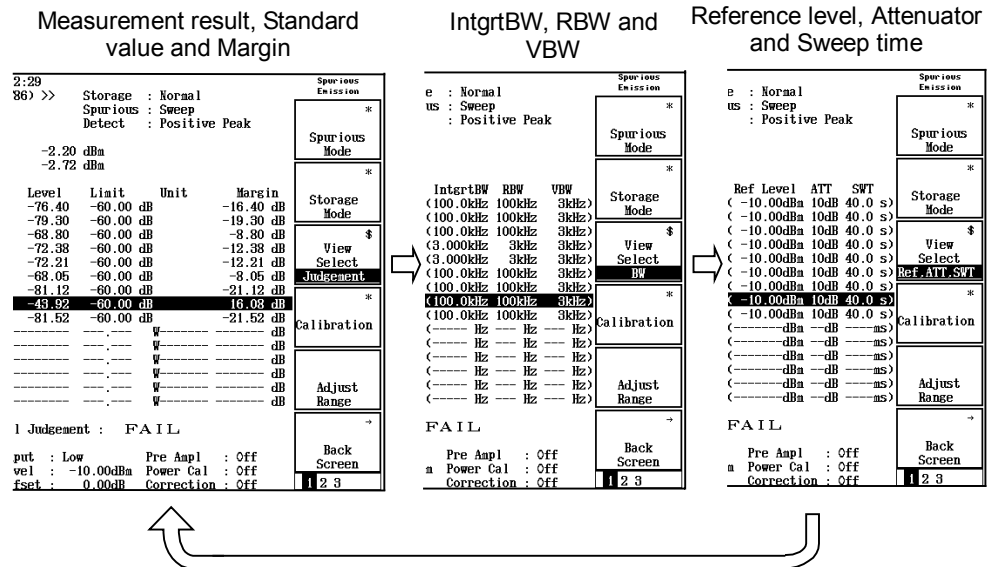 Measurement result, Standard
value and Margin
IntgrtBW, RBW and
VBW
Reference level, Attenuator
and Sweep time
2:29
86) >> Storage : Normal
Spurious : Sweep
Detect : Positive Peak
-2.20 dBm
-2.72 dBm
Level Limit Unit Margin
-76.40 -60.00 dB -16.40 dB
-79.30 -60.00 dB -19.30 dB
-68.80 -60.00 dB -8.80 dB
-72.38 -60.00 dB -12.38 dB
-72.21 -60.00 dB -12.21 dB
-68.05 -60.00 dB -8.05 dB
-81.12 -60.00 dB -21.12 dB
-43.92 -60.00 dB 16.08 dB
-81.52 -60.00 dB -21.52 dB
-------- ---.--- W------- ------- dB
-------- ---.--- W------- ------- dB
-------- ---.--- W------- ------- dB
-------- ---.--- W------- ------- dB
-------- ---.--- W------- ------- dB
-------- ---.--- W------- ------- dB
l Judgement : FAIL
put : Low Pre Ampl : Off
vel : -10.00dBm Power Cal : Off
fset : 0.00dB Correction : Off
Spurious
Emission
*
Spurious
Mode
*
Storage
Mode
$
View
Select
Judgement
*
Calibration
Adjust
Range
→
Back
Screen
1 2 3
e : Normal
us : Sweep
: Positive Peak
IntgrtBW RBW VBW
(100.0kHz 100kHz 3kHz)
(100.0kHz 100kHz 3kHz)
(100.0kHz 100kHz 3kHz)
(3.000kHz 3kHz 3kHz)
(3.000kHz 3kHz 3kHz)
(100.0kHz 100kHz 3kHz)
(100.0kHz 100kHz 3kHz)
(100.0kHz 100kHz 3kHz)
(100.0kHz 100kHz 3kHz)
(----- Hz --- Hz --- Hz)
(----- Hz --- Hz --- Hz)
(----- Hz --- Hz --- Hz)
(----- Hz --- Hz --- Hz)
(----- Hz --- Hz --- Hz)
(----- Hz --- Hz --- Hz)
FAIL
Pre Ampl : Off
m Power Cal : Off
Correction : Off
Spurious
Emission
*
Spurious
Mode
*
Storage
Mode
$
View
Select
BW
*
Calibration
Adjust
Range
→
Back
Screen
1 2 3
e : Normal
us : Sweep
: Positive Peak
Ref Level ATT SWT
( -10.00dBm 10dB 40.0 s)
( -10.00dBm 10dB 40.0 s)
( -10.00dBm 10dB 40.0 s)
( -10.00dBm 10dB 40.0 s)
( -10.00dBm 10dB 40.0 s)
( -10.00dBm 10dB 40.0 s)
( -10.00dBm 10dB 40.0 s)
( -10.00dBm 10dB 40.0 s)
( -10.00dBm 10dB 40.0 s)
(-------dBm --dB ----ms)
(-------dBm --dB ----ms)
(-------dBm --dB ----ms)
(-------dBm --dB ----ms)
(-------dBm --dB ----ms)
(-------dBm --dB ----ms)
FAIL
Pre Ampl : Off
m Power Cal : Off
Correction : Off
Spurious
Emission
*
Spurious
Mode
*
Storage
Mode
$
View
Select
Ref.ATT.SWT
*
Calibration
Adjust
Range
→
Back
Screen
1 2 3